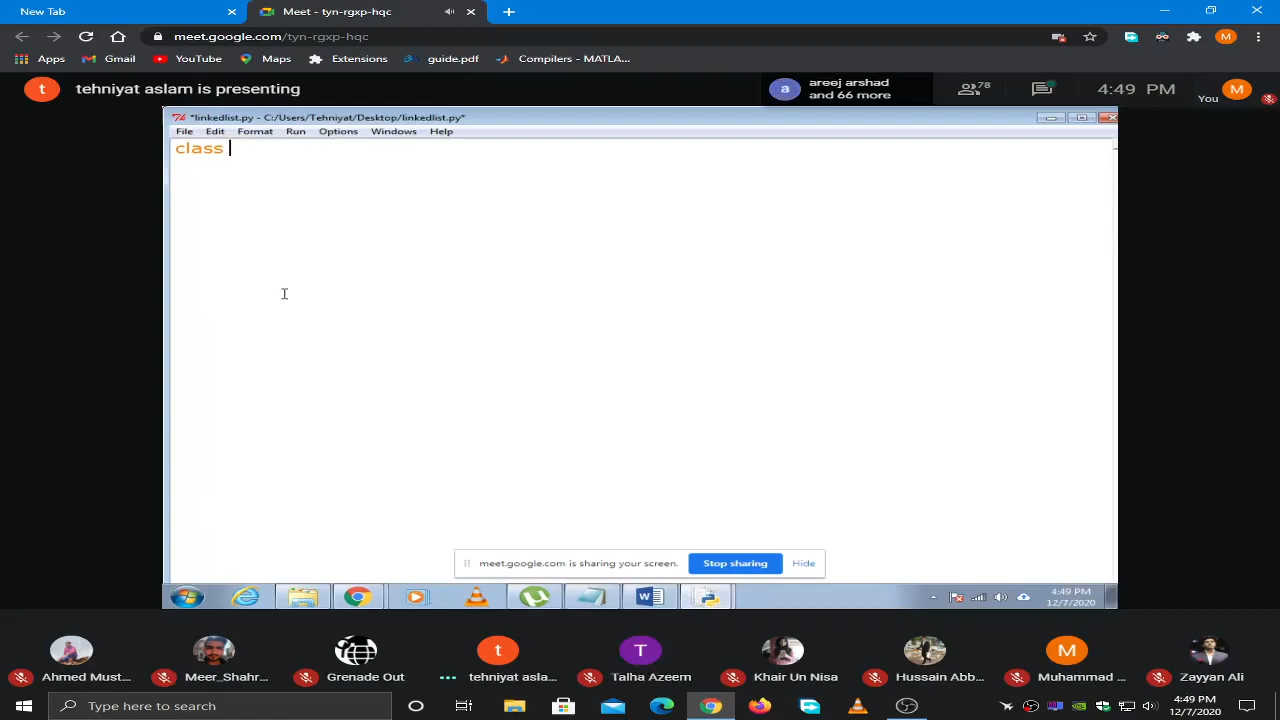 New Tab
Meet - tyn-rgxp-hqc
meet.google.com/tyn-rgxp-hqc
M
Apps
Gmail
YouTube
Maps
Extensions
guide.pdf
Compilers - MATLA...
t
tehniyat aslam is presenting
a
areej arshad
and 66 more
78
4:49 PM
You
M
*linkedlist.py - C:/Users/Tehniyat/Desktop/linkedlist.py*
File Edit Format Run Options Windows Help
class
meet.google.com is sharing your screen.
Stop sharing
Hide
4:49 PM
12/7/2020
t
T
M
Ahmed Must...
Meer_Shahr...
Grenade Out
tehniyat asla...
Talha Azeem
Khair Un Nisa
Hussain Abb...
Muhammad ...
Zayyan Ali
Type here to search
4:49 PM
12/7/2020